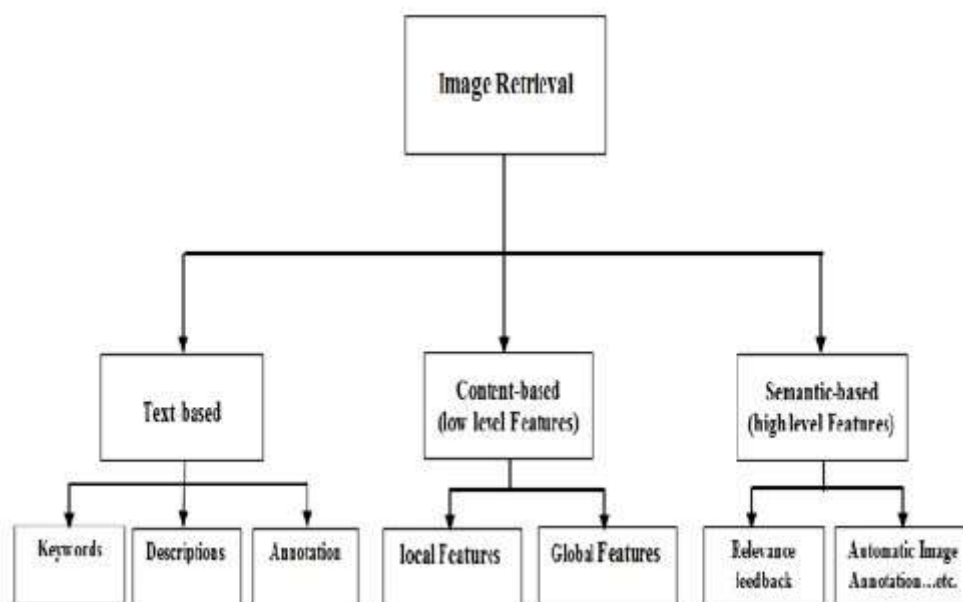 Image Retrieval
Text-based
Content-based
(low level Features)
Semantic-based
(high level Features)
Keywords
Descriptions
Annotation
local Features
Global Features
Relevance
feedback
Automatic Image
Annotation...etc.